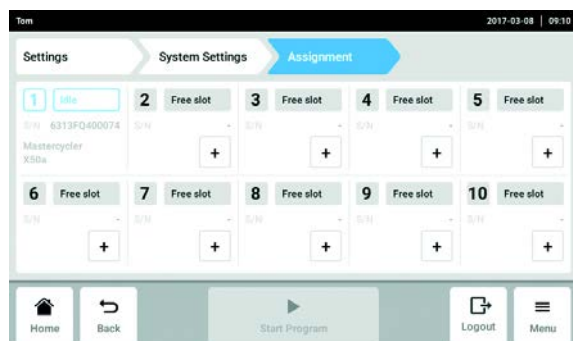 Tom 2017-03-08 | 09:10
Settings System Settings Assignment
1 Idle 2 Free slot 3 Free slot 4 Free slot 5 Free slot
S/N 6313FQ400074 S/N - S/N - S/N - S/N -
Mastercycler
X50a
+ + + +
6 Free slot 7 Free slot 8 Free slot 9 Free slot 10 Free slot
S/N - S/N - S/N - S/N - S/N -
+ + + + +
Home Back Start Program Logout Menu